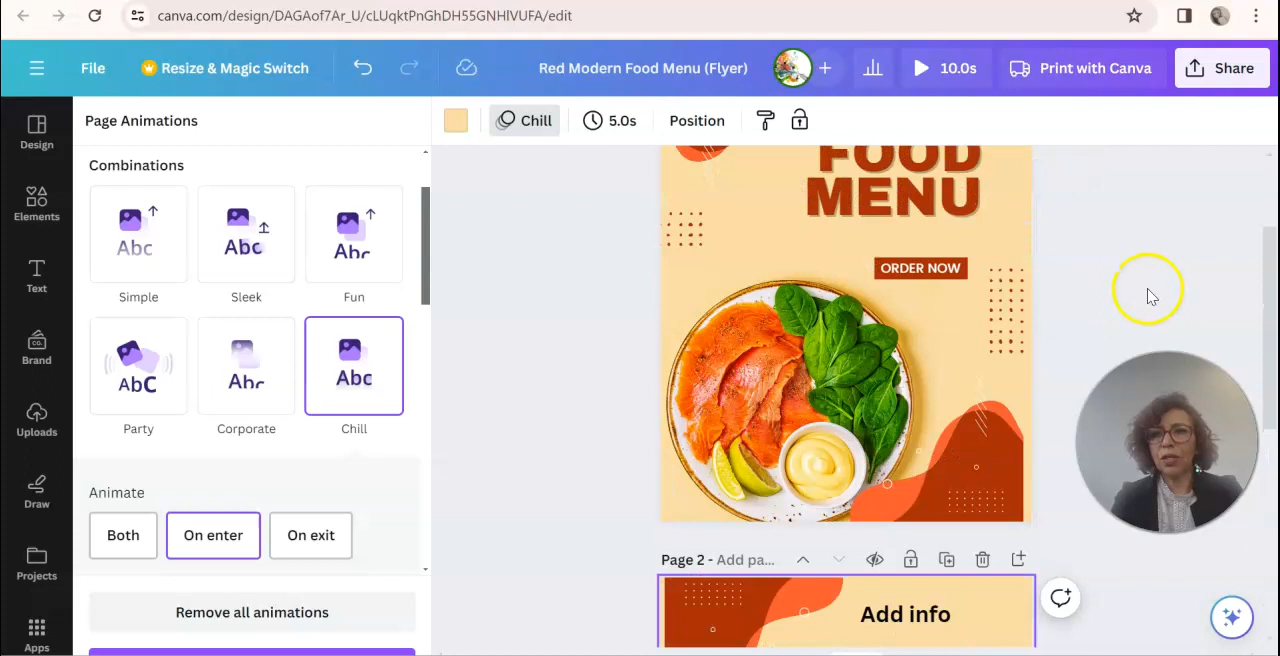 canva.com/design/DAGAof7Ar_U/cLUqktPnGhDH55GNHlVUFA/edit
File
Resize & Magic Switch
Red Modern Food Menu (Flyer)
10.0s
Print with Canva
Share
Design
Elements
Text
Brand
CO.
Uploads
Draw
Projects
Apps
Page Animations
Combinations
Abc
Simple
Abc
Sleek
Abc
Fun
AbC
Party
Abc
Corporate
Abc
Chill
Animate
Both
On enter
On exit
Remove all animations
Chill
5.0s
Position
FOOD
MENU
ORDER NOW
Page 2 - Add pa...
Add info